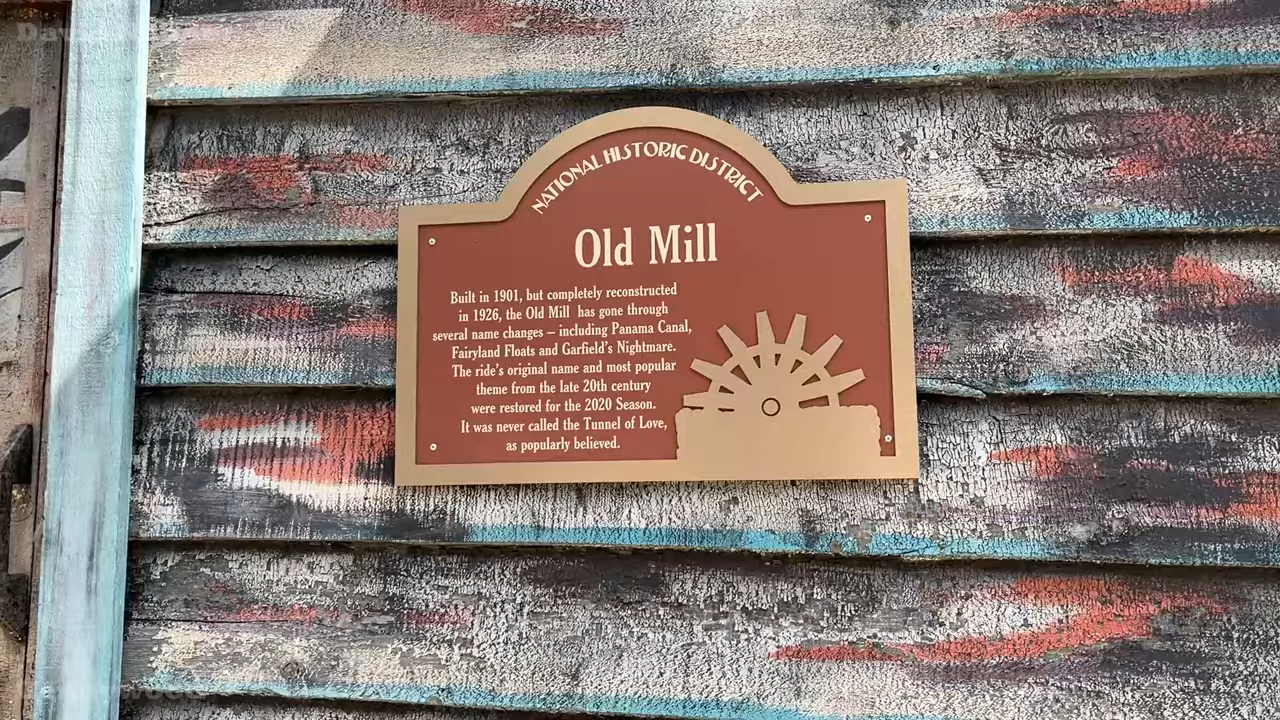 NATIONAL HISTORIC DISTRICT
Old Mill
Built in 1901, but completely reconstructed
in 1926, the Old Mill has gone through
several name changes – including Panama Canal,
Fairyland Floats and Garfield's Nightmare.
The ride's original name and most popular
theme from the late 20th century
were restored for the 2020 Season.
It was never called the Tunnel of Love,
as popularly believed.